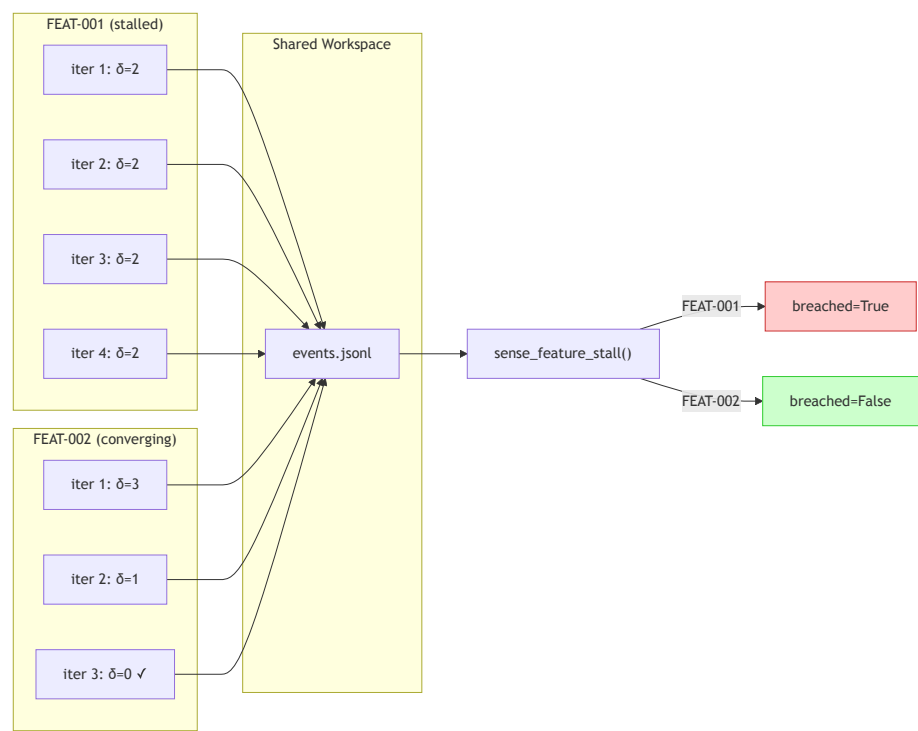 FEAT-001 (stalled)
iter 1: δ=2
iter 2: δ=2
iter 3: δ=2
iter 4: δ=2
FEAT-002 (converging)
iter 1: δ=3
iter 2: δ=1
iter 3: δ=0 ✓
Shared Workspace
events.jsonl
sense_feature_stall()
FEAT-001
breached=True
FEAT-002
breached=False